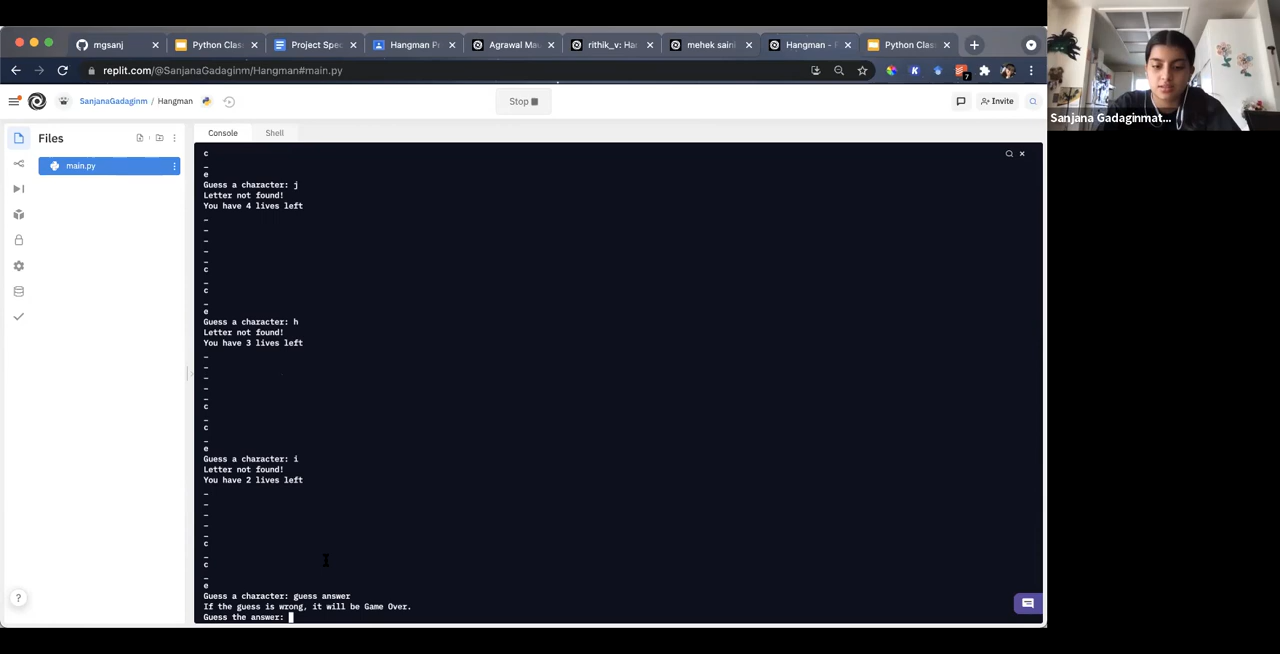 mgsanj
Python Clas
Project Spec
Hangman Pr
Agrawal Ma
rithik_v: Ha
mehek sain
Hangman -
Python Clas
replit.com/@SanjanaGadaginm/Hangman#main.py
7
SanjanaGadaginm / Hangman
Stop
Invite
Files
Console
Shell
main.py
c
_
e
Guess a character: j
Letter not found!
You have 4 lives left
_
_
_
_
_
c
_
c
_
e
Guess a character: h
Letter not found!
You have 3 lives left
_
_
_
_
_
c
_
c
_
e
Guess a character: i
Letter not found!
You have 2 lives left
_
_
_
_
_
c
_
c
_
e
Guess a character: guess answer
If the guess is wrong, it will be Game Over.
Guess the answer:
?
Sanjana Gadaginmat...